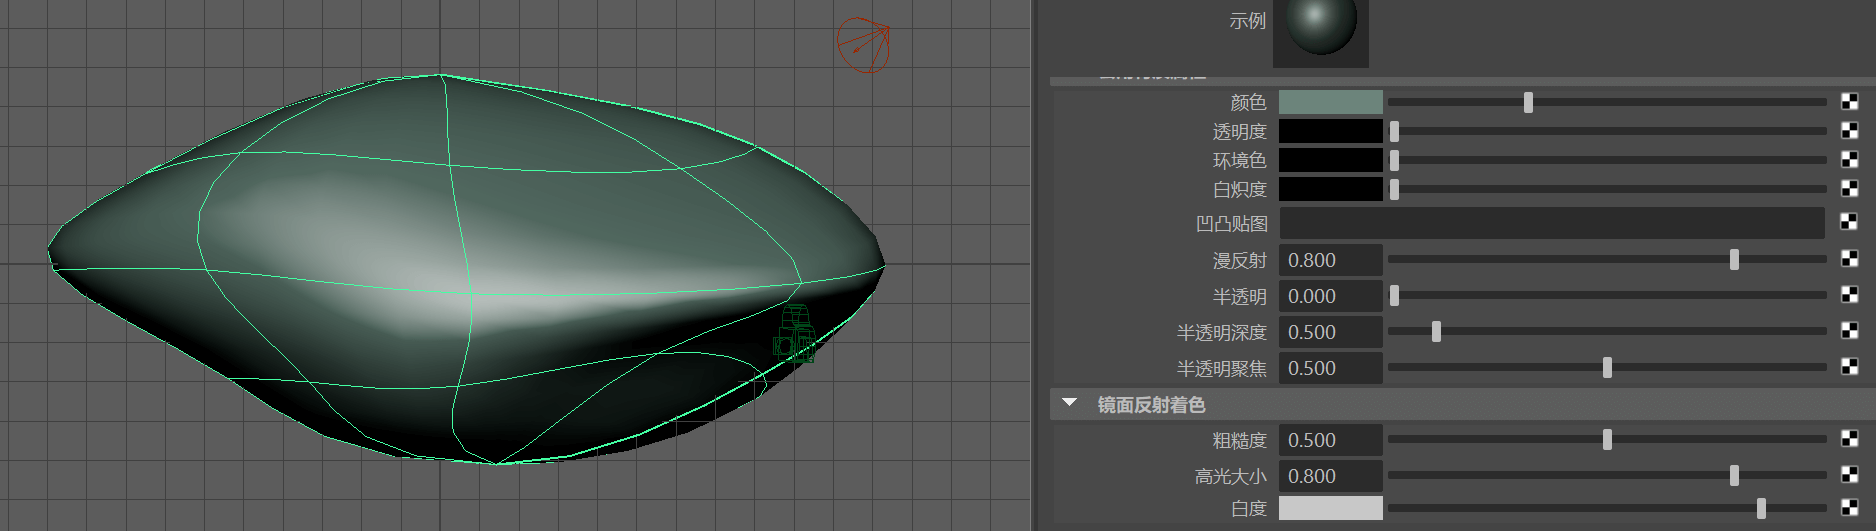 示例
颜色
透明度
环境色
白炽度
凹凸贴图
漫反射 0.800
半透明 0.000
半透明深度 0.500
半透明聚焦 0.500
镜面反射着色
粗糙度 0.500
高光大小 0.800
白度